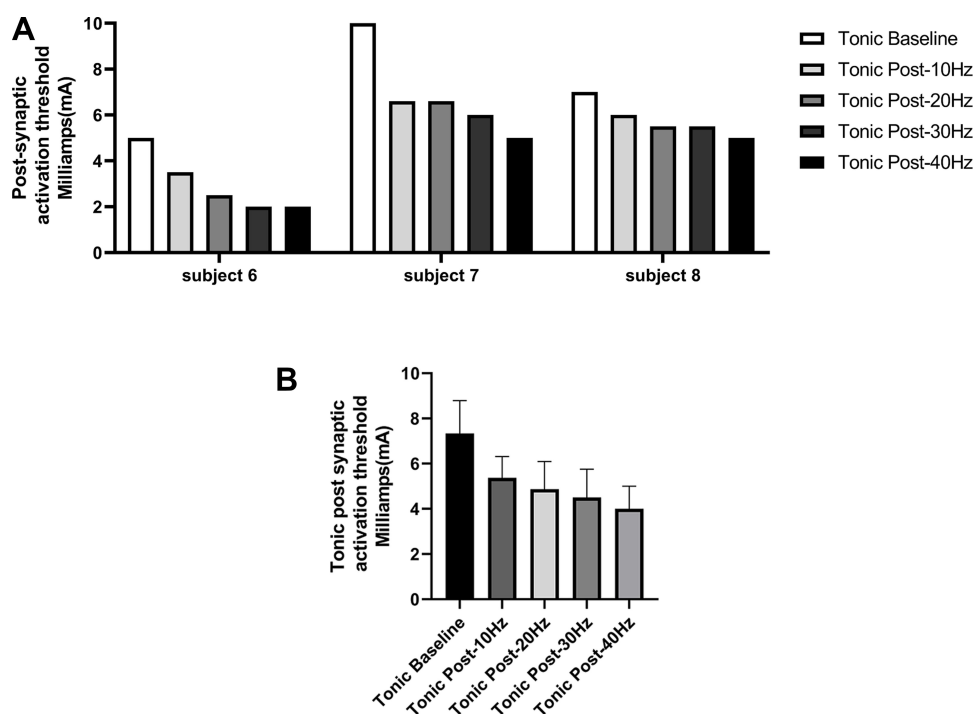 A
Post-synaptic
activation threshold
Milliamps(mA)
10
8
6
4
2
0
subject 6
subject 7
subject 8
Tonic Baseline
Tonic Post-10Hz
Tonic Post-20Hz
Tonic Post-30Hz
Tonic Post-40Hz
B
Tonic post synaptic
activation threshold
Milliamps(mA)
10
8
6
4
2
0
Tonic Baseline
Tonic Post-10Hz
Tonic Post-20Hz
Tonic Post-30Hz
Tonic Post-40Hz